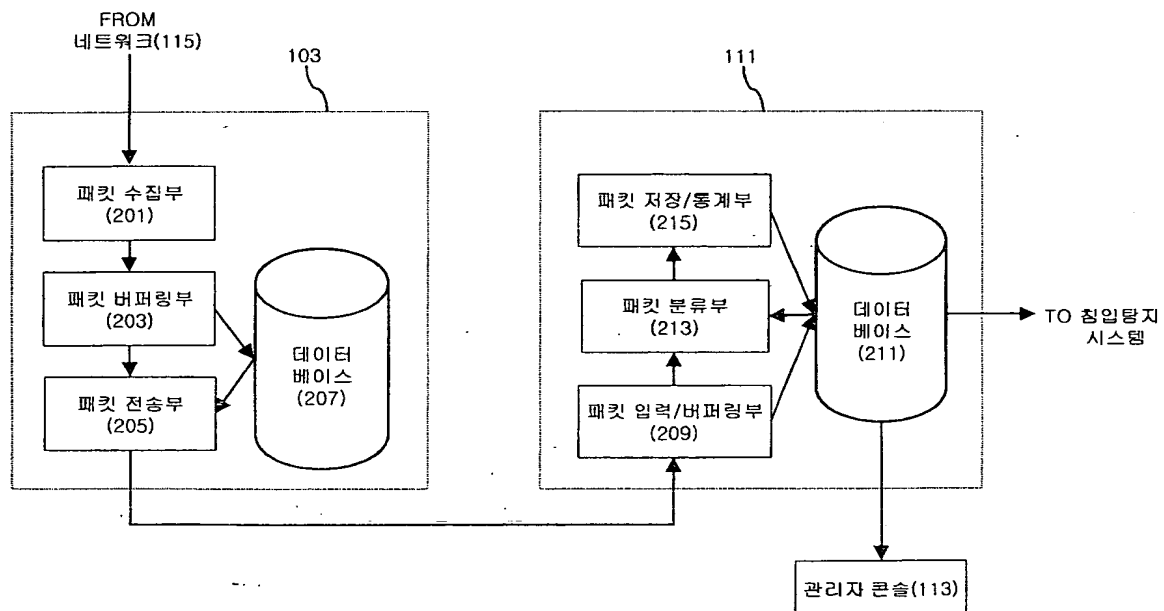 FROM
네트워크(115)
103
111
패킷 수집부
(201)
패킷 버퍼링부
(203)
패킷 전송부
(205)
데이터
베이스
(207)
패킷 저장/통계부
(215)
패킷 분류부
(213)
패킷 입력/버퍼링부
(209)
데이터
베이스
(211)
TO 침입탐지
시스템
관리자 콘솔(113)